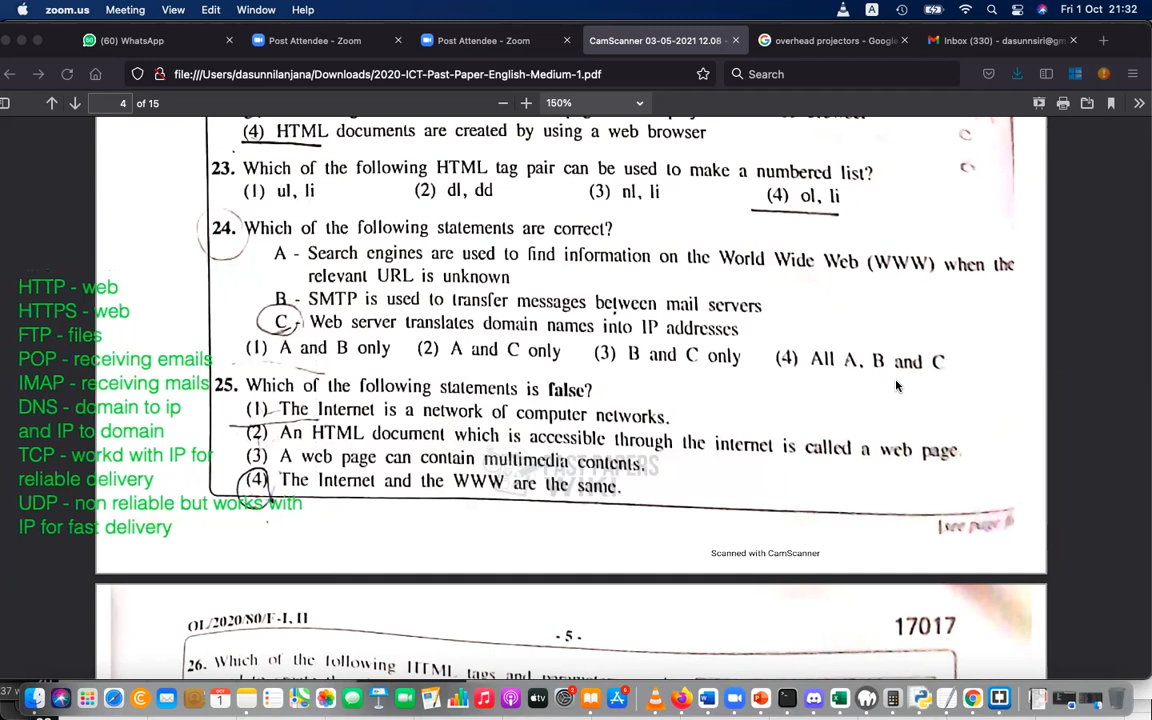 zoom.us Meeting View Edit Window Help A Fri 1 Oct 21:32
(60) WhatsApp Post Attendee - Zoom Post Attendee - Zoom CamScanner 03-05-2021 12.08 - overhead projectors - Google Inbox (330) - dasunnsiri@gm
file:///Users/dasunnilanjana/Downloads/2020-ICT-Past-Paper-English-Medium-1.pdf Search
4 of 15 150%
(4) HTML documents are created by using a web browser
23. Which of the following HTML tag pair can be used to make a numbered list?
(1) ul, li (2) dl, dd (3) nl, li (4) ol, li
24. Which of the following statements are correct?
A - Search engines are used to find information on the World Wide Web (WWW) when the
relevant URL is unknown
B - SMTP is used to transfer messages between mail servers
C - Web server translates domain names into IP addresses
(1) A and B only (2) A and C only (3) B and C only (4) All A, B and C
25. Which of the following statements is false?
(1) The Internet is a network of computer networks.
(2) An HTML document which is accessible through the internet is called a web page.
(3) A web page can contain multimedia contents.
(4) The Internet and the WWW are the same.
PAST PAPERS
WIKI
[see page
Scanned with CamScanner
HTTP - web
HTTPS - web
FTP - files
POP - receiving emails
IMAP - receiving mails
DNS - domain to ip
and IP to domain
TCP - workd with IP for
reliable delivery
UDP - non reliable but works with
IP for fast delivery
OL/2020/80/E-I, II
- 5 -
17017
26. Which of the following HTML tags and